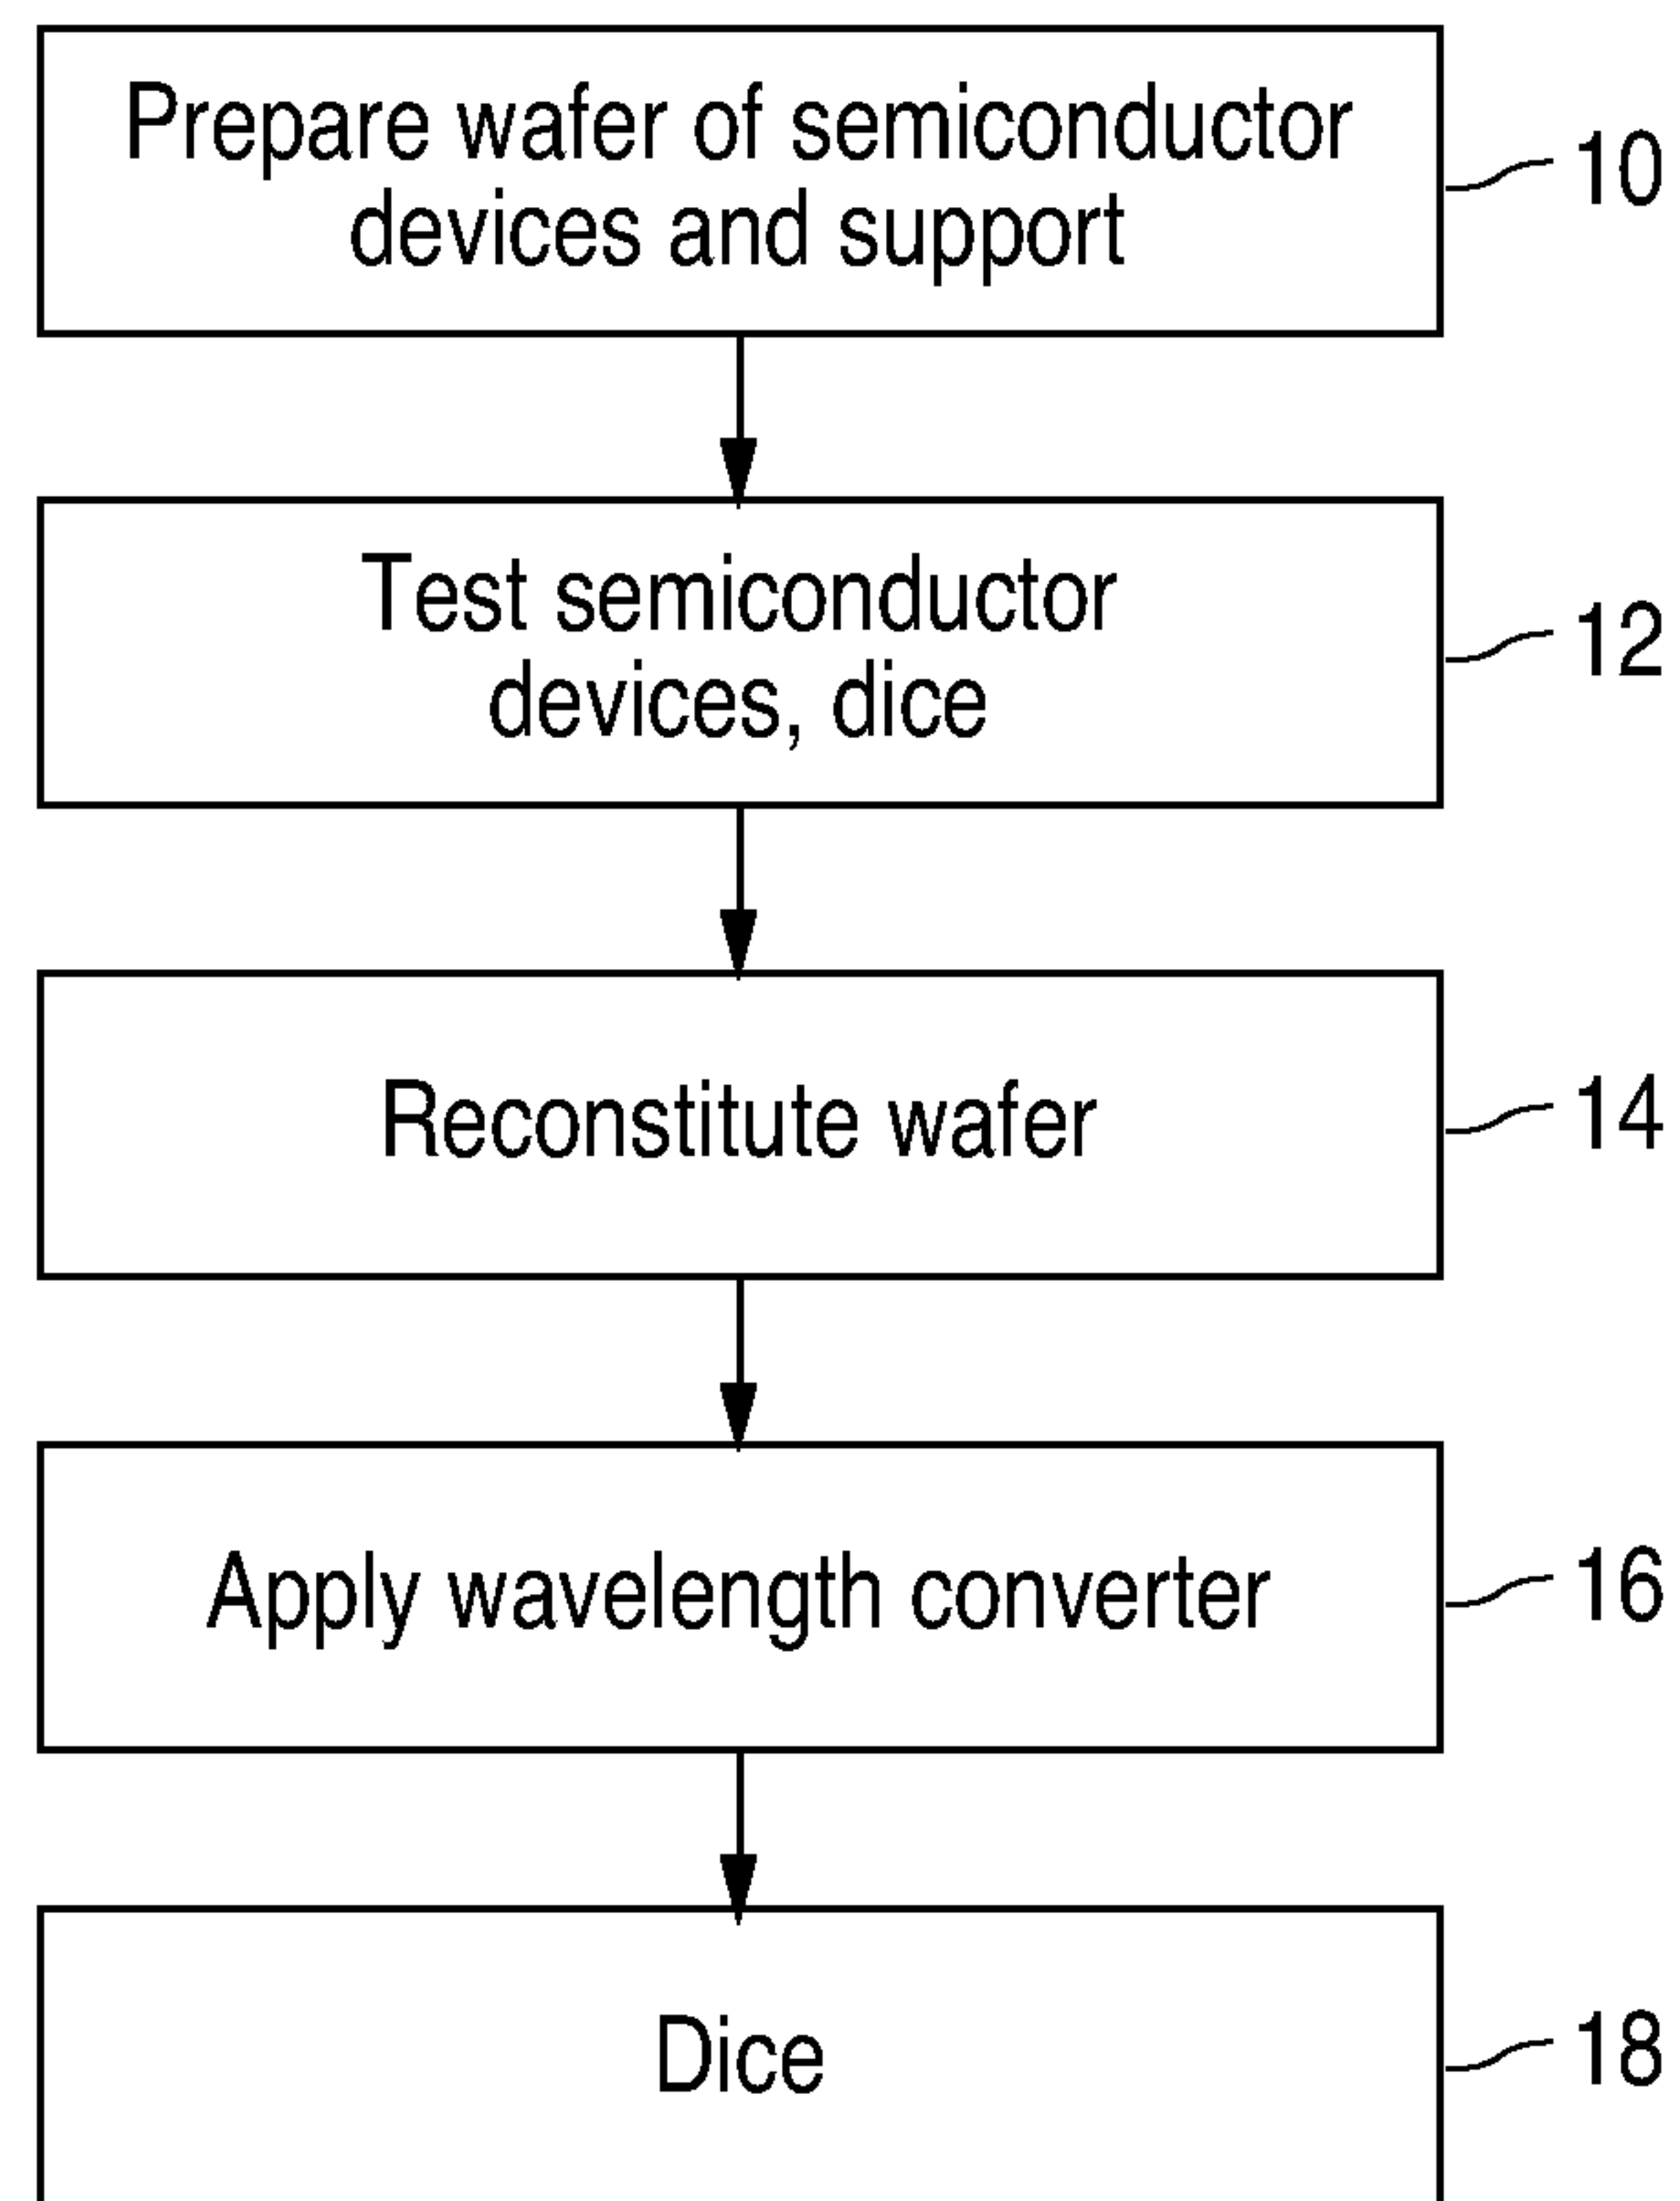 Prepare wafer of semiconductor
devices and support
10
Test semiconductor
devices, dice
12
Reconstitute wafer
14
Apply wavelength converter
16
Dice
18